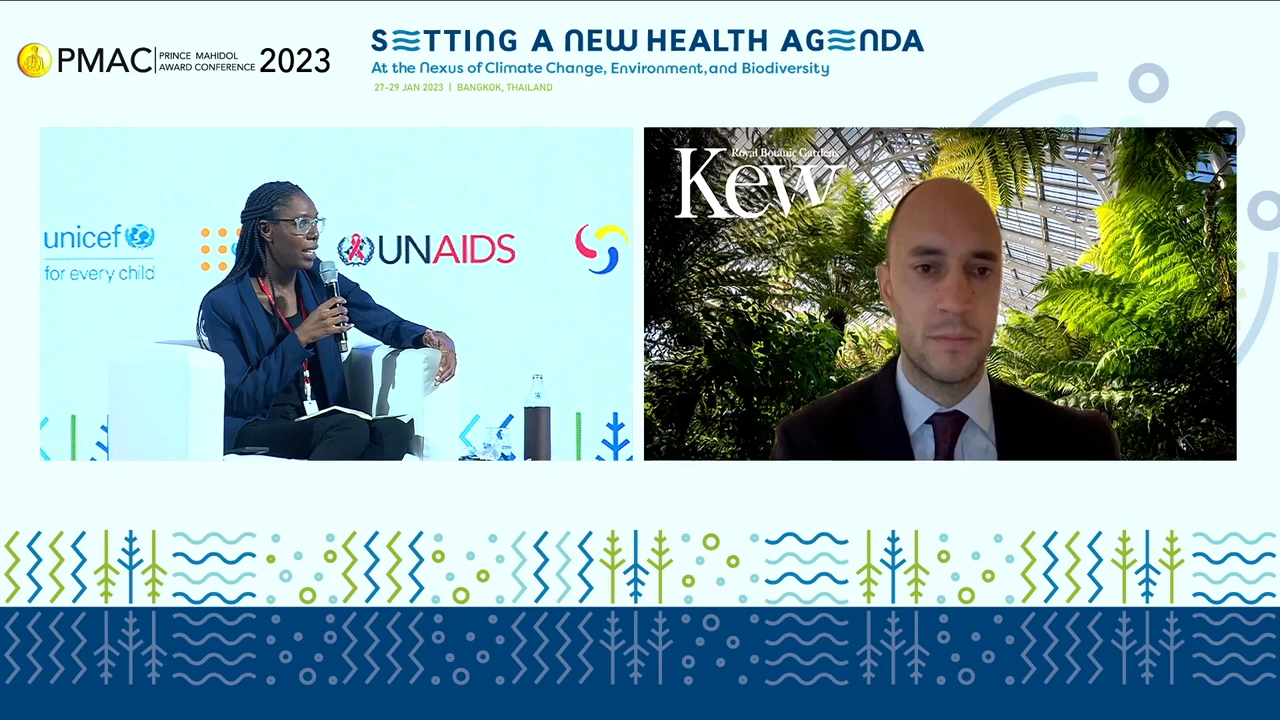 PMAC
PRINCE MAHIDOL
AWARD CONFERENCE
2023
SETTING A NEW HEALTH AGENDA
At the Nexus of Climate Change, Environment, and Biodiversity
27-29 JAN 2023 | BANGKOK, THAILAND
unicef
for every child
UNAIDS
Royal Botanic Gardens
Kew